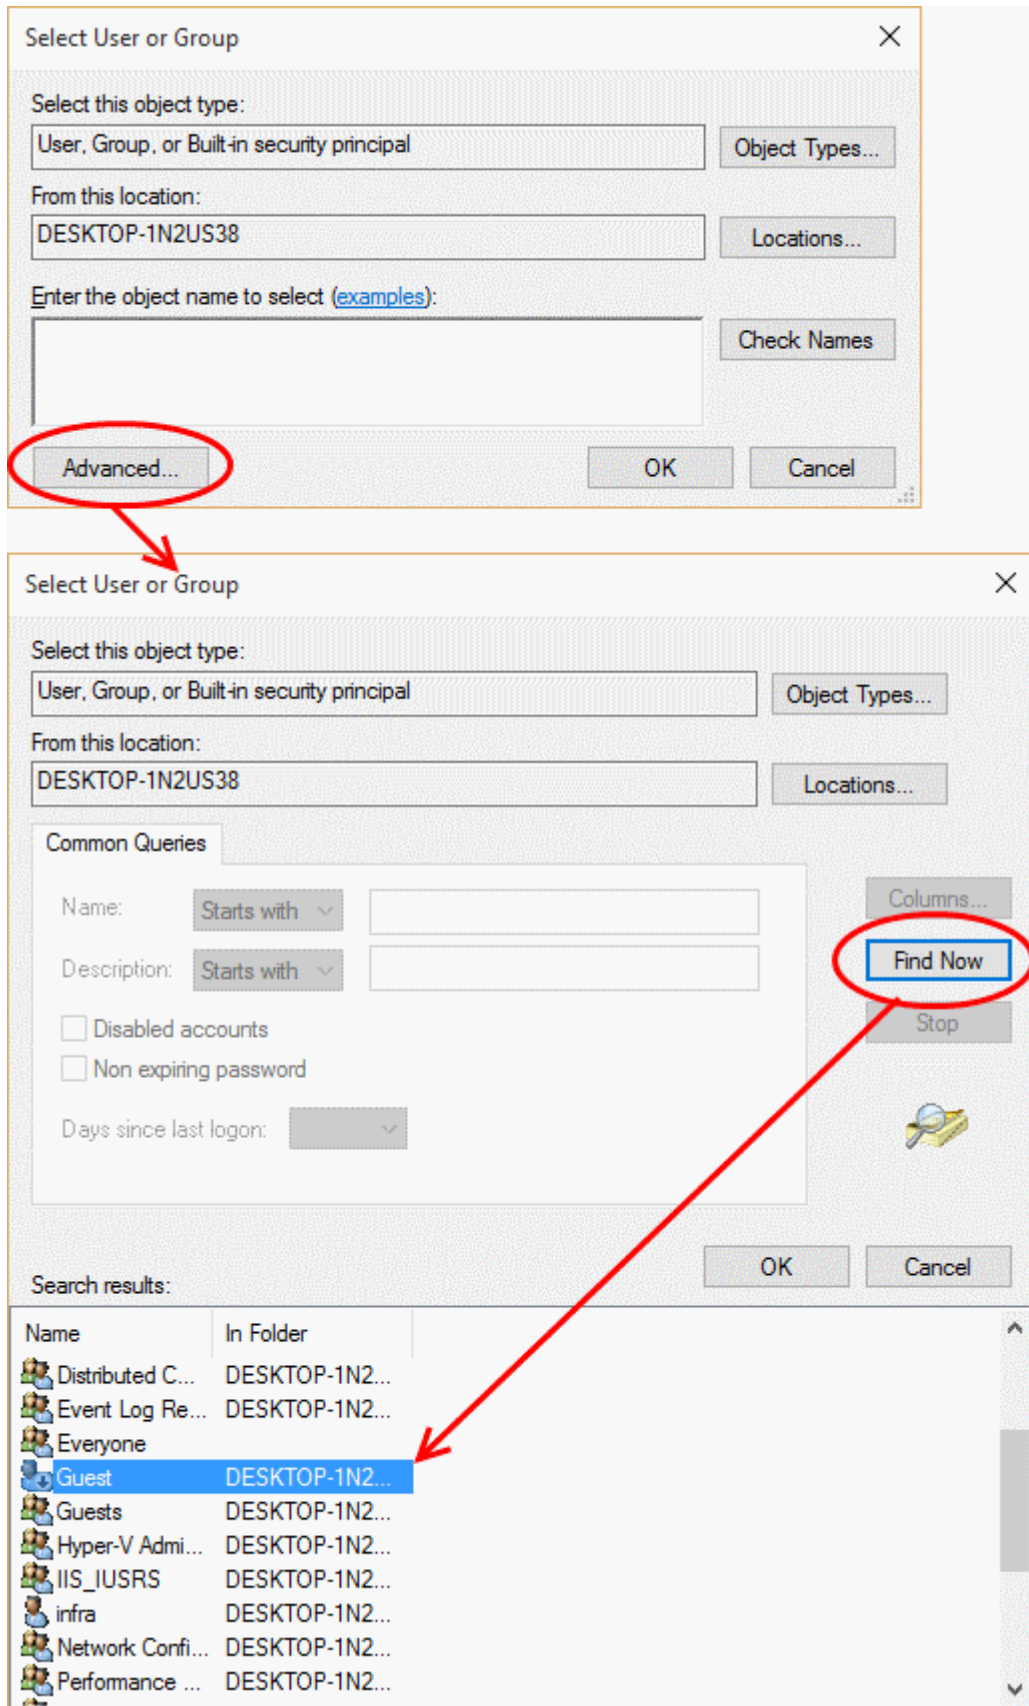 Select User or Group
Select this object type:
User, Group, or Built-in security principal
Object Types...
From this location:
DESKTOP-1N2US38
Locations...
Enter the object name to select (examples):
Check Names
Advanced...
OK
Cancel
Select User or Group
Select this object type:
User, Group, or Built-in security principal
Object Types...
From this location:
DESKTOP-1N2US38
Locations...
Common Queries
Name:
Starts with
Columns...
Description:
Starts with
Find Now
Disabled accounts
Stop
Non expiring password
Days since last logon:
OK
Cancel
Search results:
Name In Folder
Distributed C... DESKTOP-1N2...
Event Log Re... DESKTOP-1N2...
Everyone
Guest DESKTOP-1N2...
Guests DESKTOP-1N2...
Hyper-V Admi... DESKTOP-1N2...
IIS_IUSRS DESKTOP-1N2...
infra DESKTOP-1N2...
Network Confi... DESKTOP-1N2...
Performance ... DESKTOP-1N2...